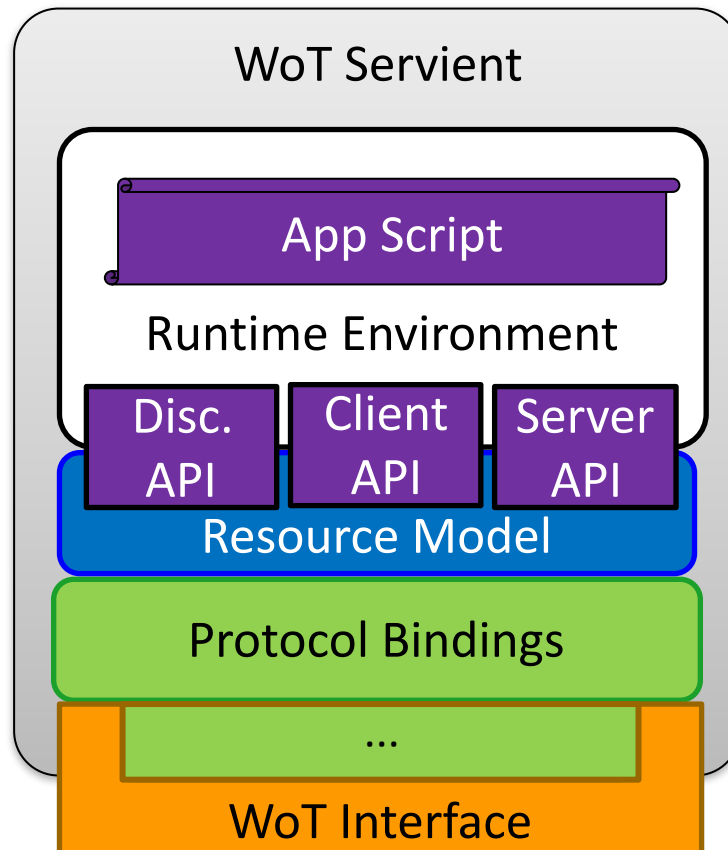 WoT Servient
App Script
Runtime Environment
Disc.
API
Client
API
Server
API
Resource Model
Protocol Bindings
...
WoT Interface